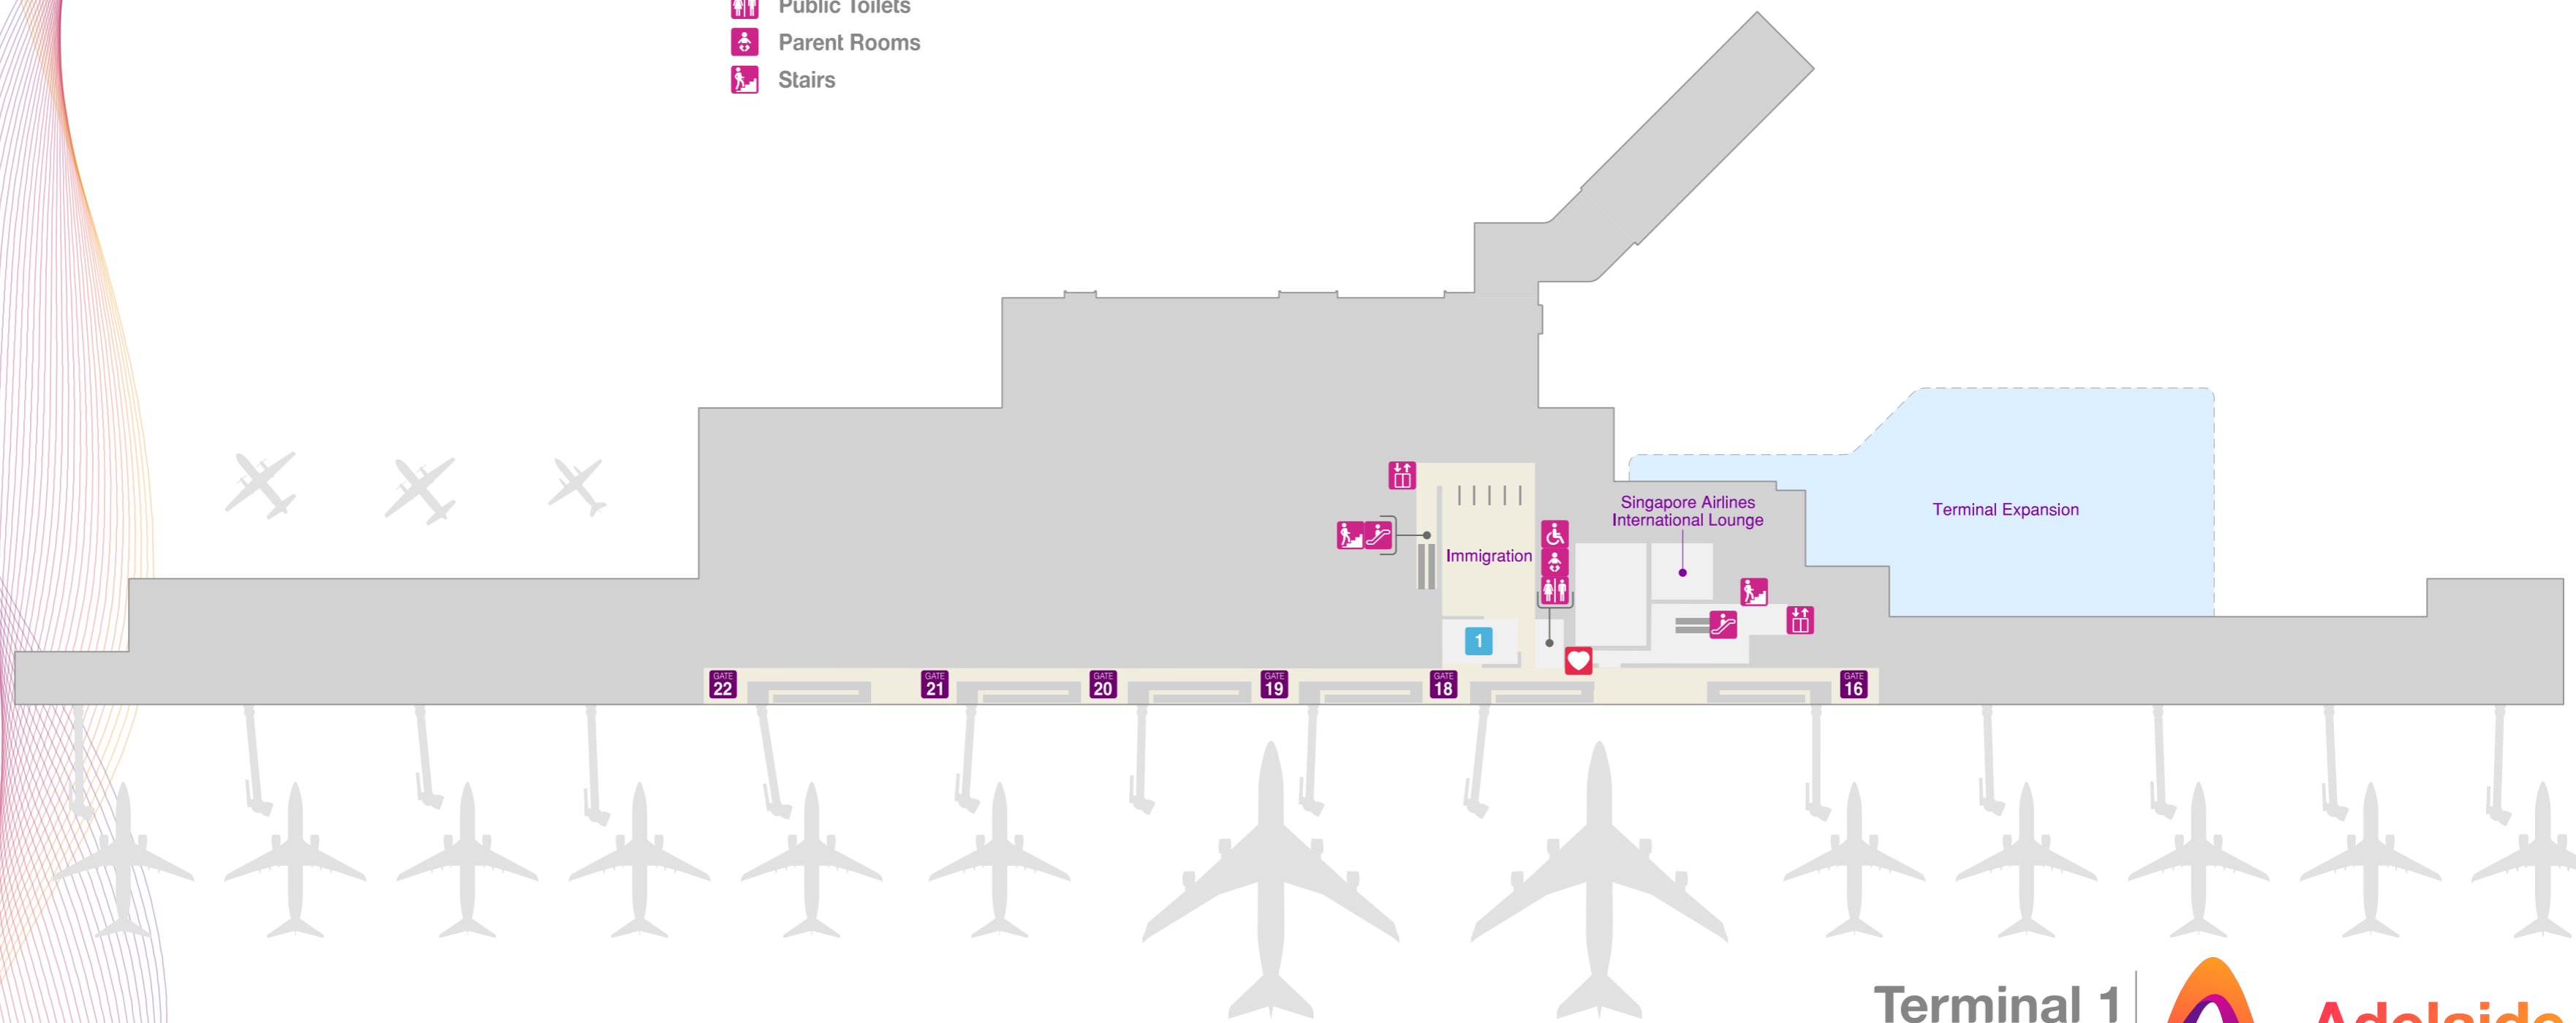 Public Toilets
Parent Rooms
Stairs
Singapore Airlines
International Lounge
Terminal Expansion
Immigration
1
GATE
22
GATE
21
GATE
20
GATE
19
GATE
18
GATE
16
Terminal 1
Adelaide